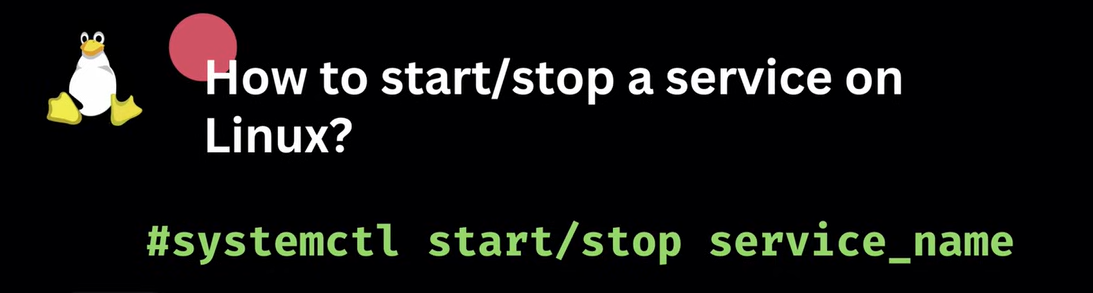 How to start/stop a service on
Linux?
#systemctl start/stop service_name